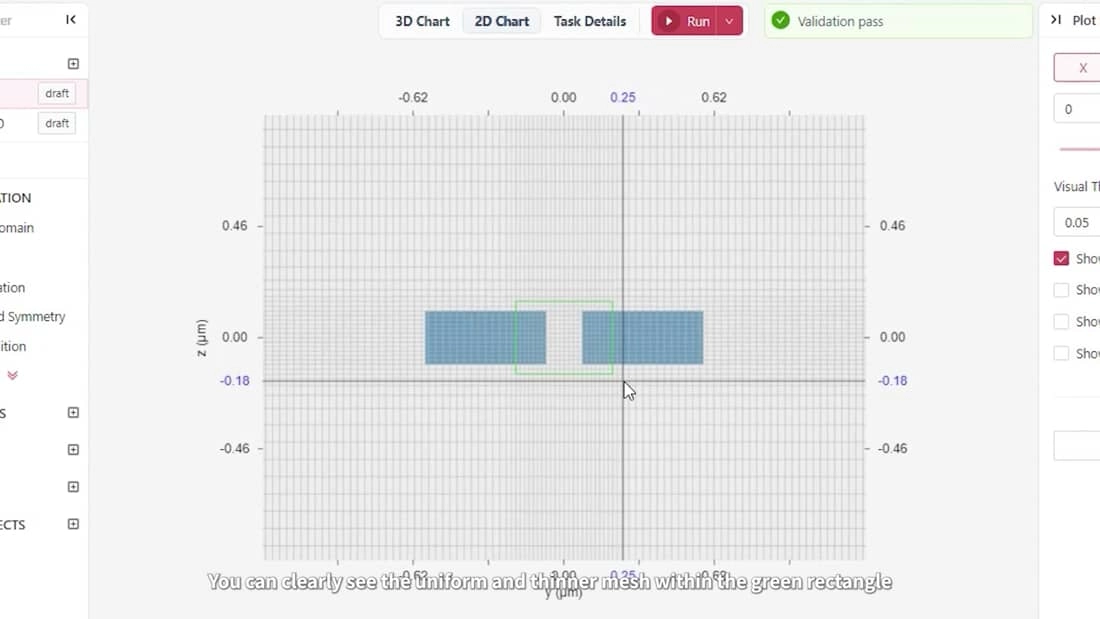 er
3D Chart 2D Chart Task Details Run
Validation pass
Plot
draft
0 draft
X
0
Visual Th
0.05
Show
Show
Show
Show
ATION
omain
ation
d Symmetry
ition
S
ECTS
-0.62 0.00 0.25 0.62
0.46 0.46
0.00 0.00
-0.18 -0.18
-0.46 -0.46
z (µm)
-0.62 0.00 0.25 0.62
y (µm)
You can clearly see the uniform and thinner mesh within the green rectangle